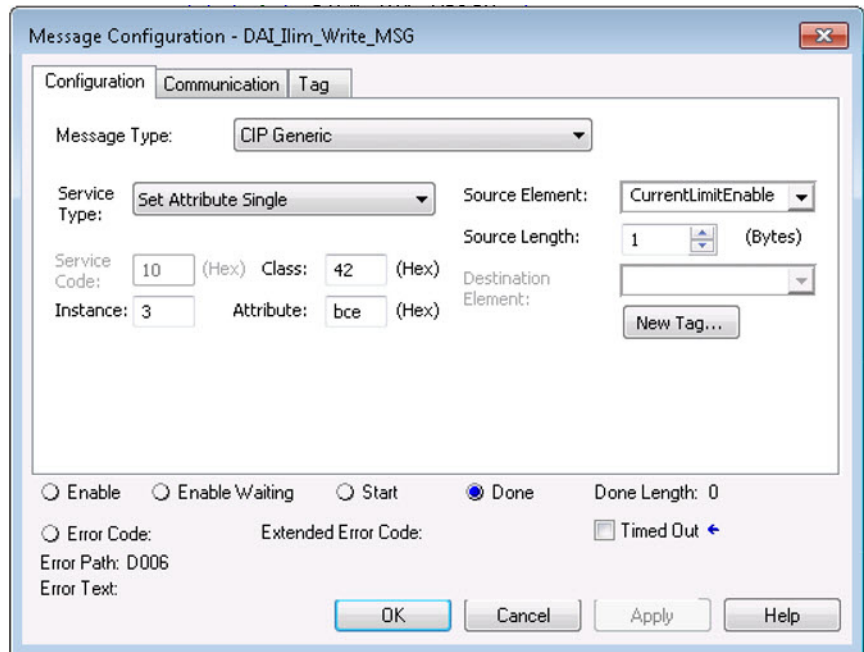 Message Configuration - DAI_Ilim_Write_MSG
Configuration Communication Tag
Message Type: CIP Generic
Service Type: Set Attribute Single Source Element: CurrentLimitEnable
Source Length: 1 (Bytes)
Service Code: 10 (Hex) Class: 42 (Hex) Destination Element:
Instance: 3 Attribute: bce (Hex)
New Tag...
Enable Enable Waiting Start Done Done Length: 0
Error Code: Extended Error Code: Timed Out
Error Path: D006
Error Text:
OK Cancel Apply Help